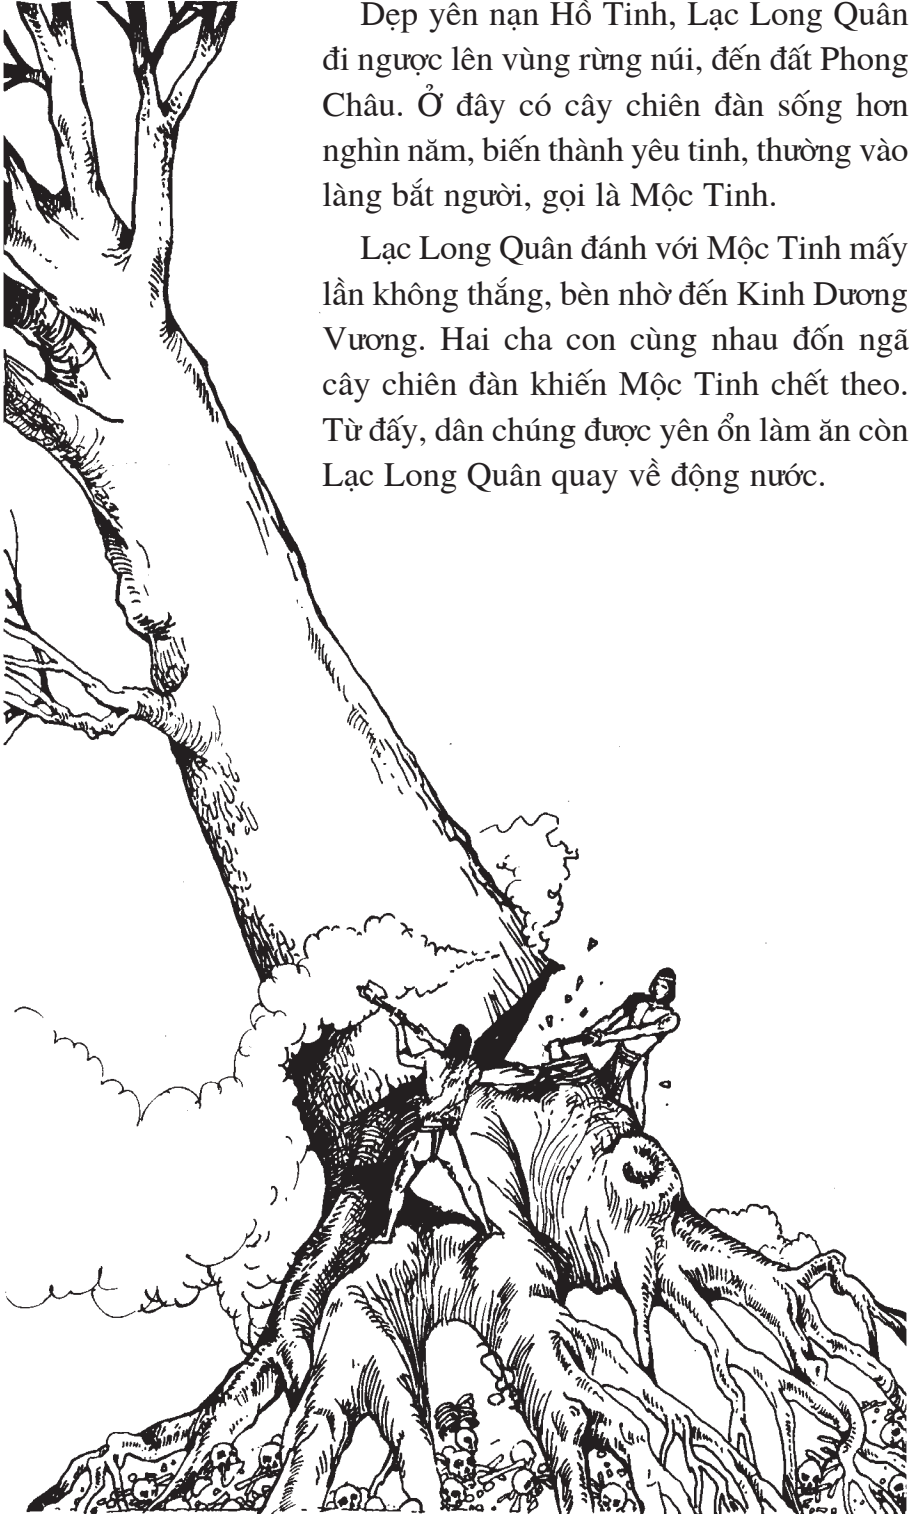 Dẹp yên nạn Hồ Tinh, Lạc Long Quân
đi ngược lên vùng rừng núi, đến đất Phong
Châu. Ở đây có cây chiên đàn sống hơn
nghìn năm, biến thành yêu tinh, thường vào
làng bắt người, gọi là Mộc Tinh.
Lạc Long Quân đánh với Mộc Tinh mấy
lần không thắng, bèn nhờ đến Kinh Dương
Vương. Hai cha con cùng nhau đốn ngã
cây chiên đàn khiến Mộc Tinh chết theo.
Từ đấy, dân chúng được yên ổn làm ăn còn
Lạc Long Quân quay về động nước.